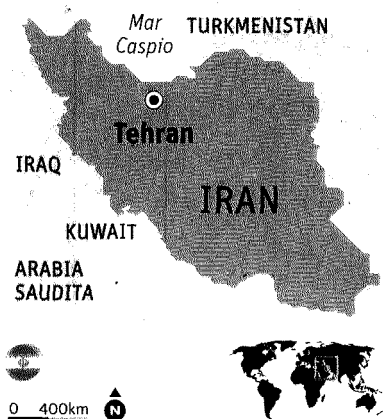 Mar
Caspio
TURKMENISTAN
Tehran
IRAQ
IRAN
KUWAIT
ARABIA
SAUDITA
0 400km
N